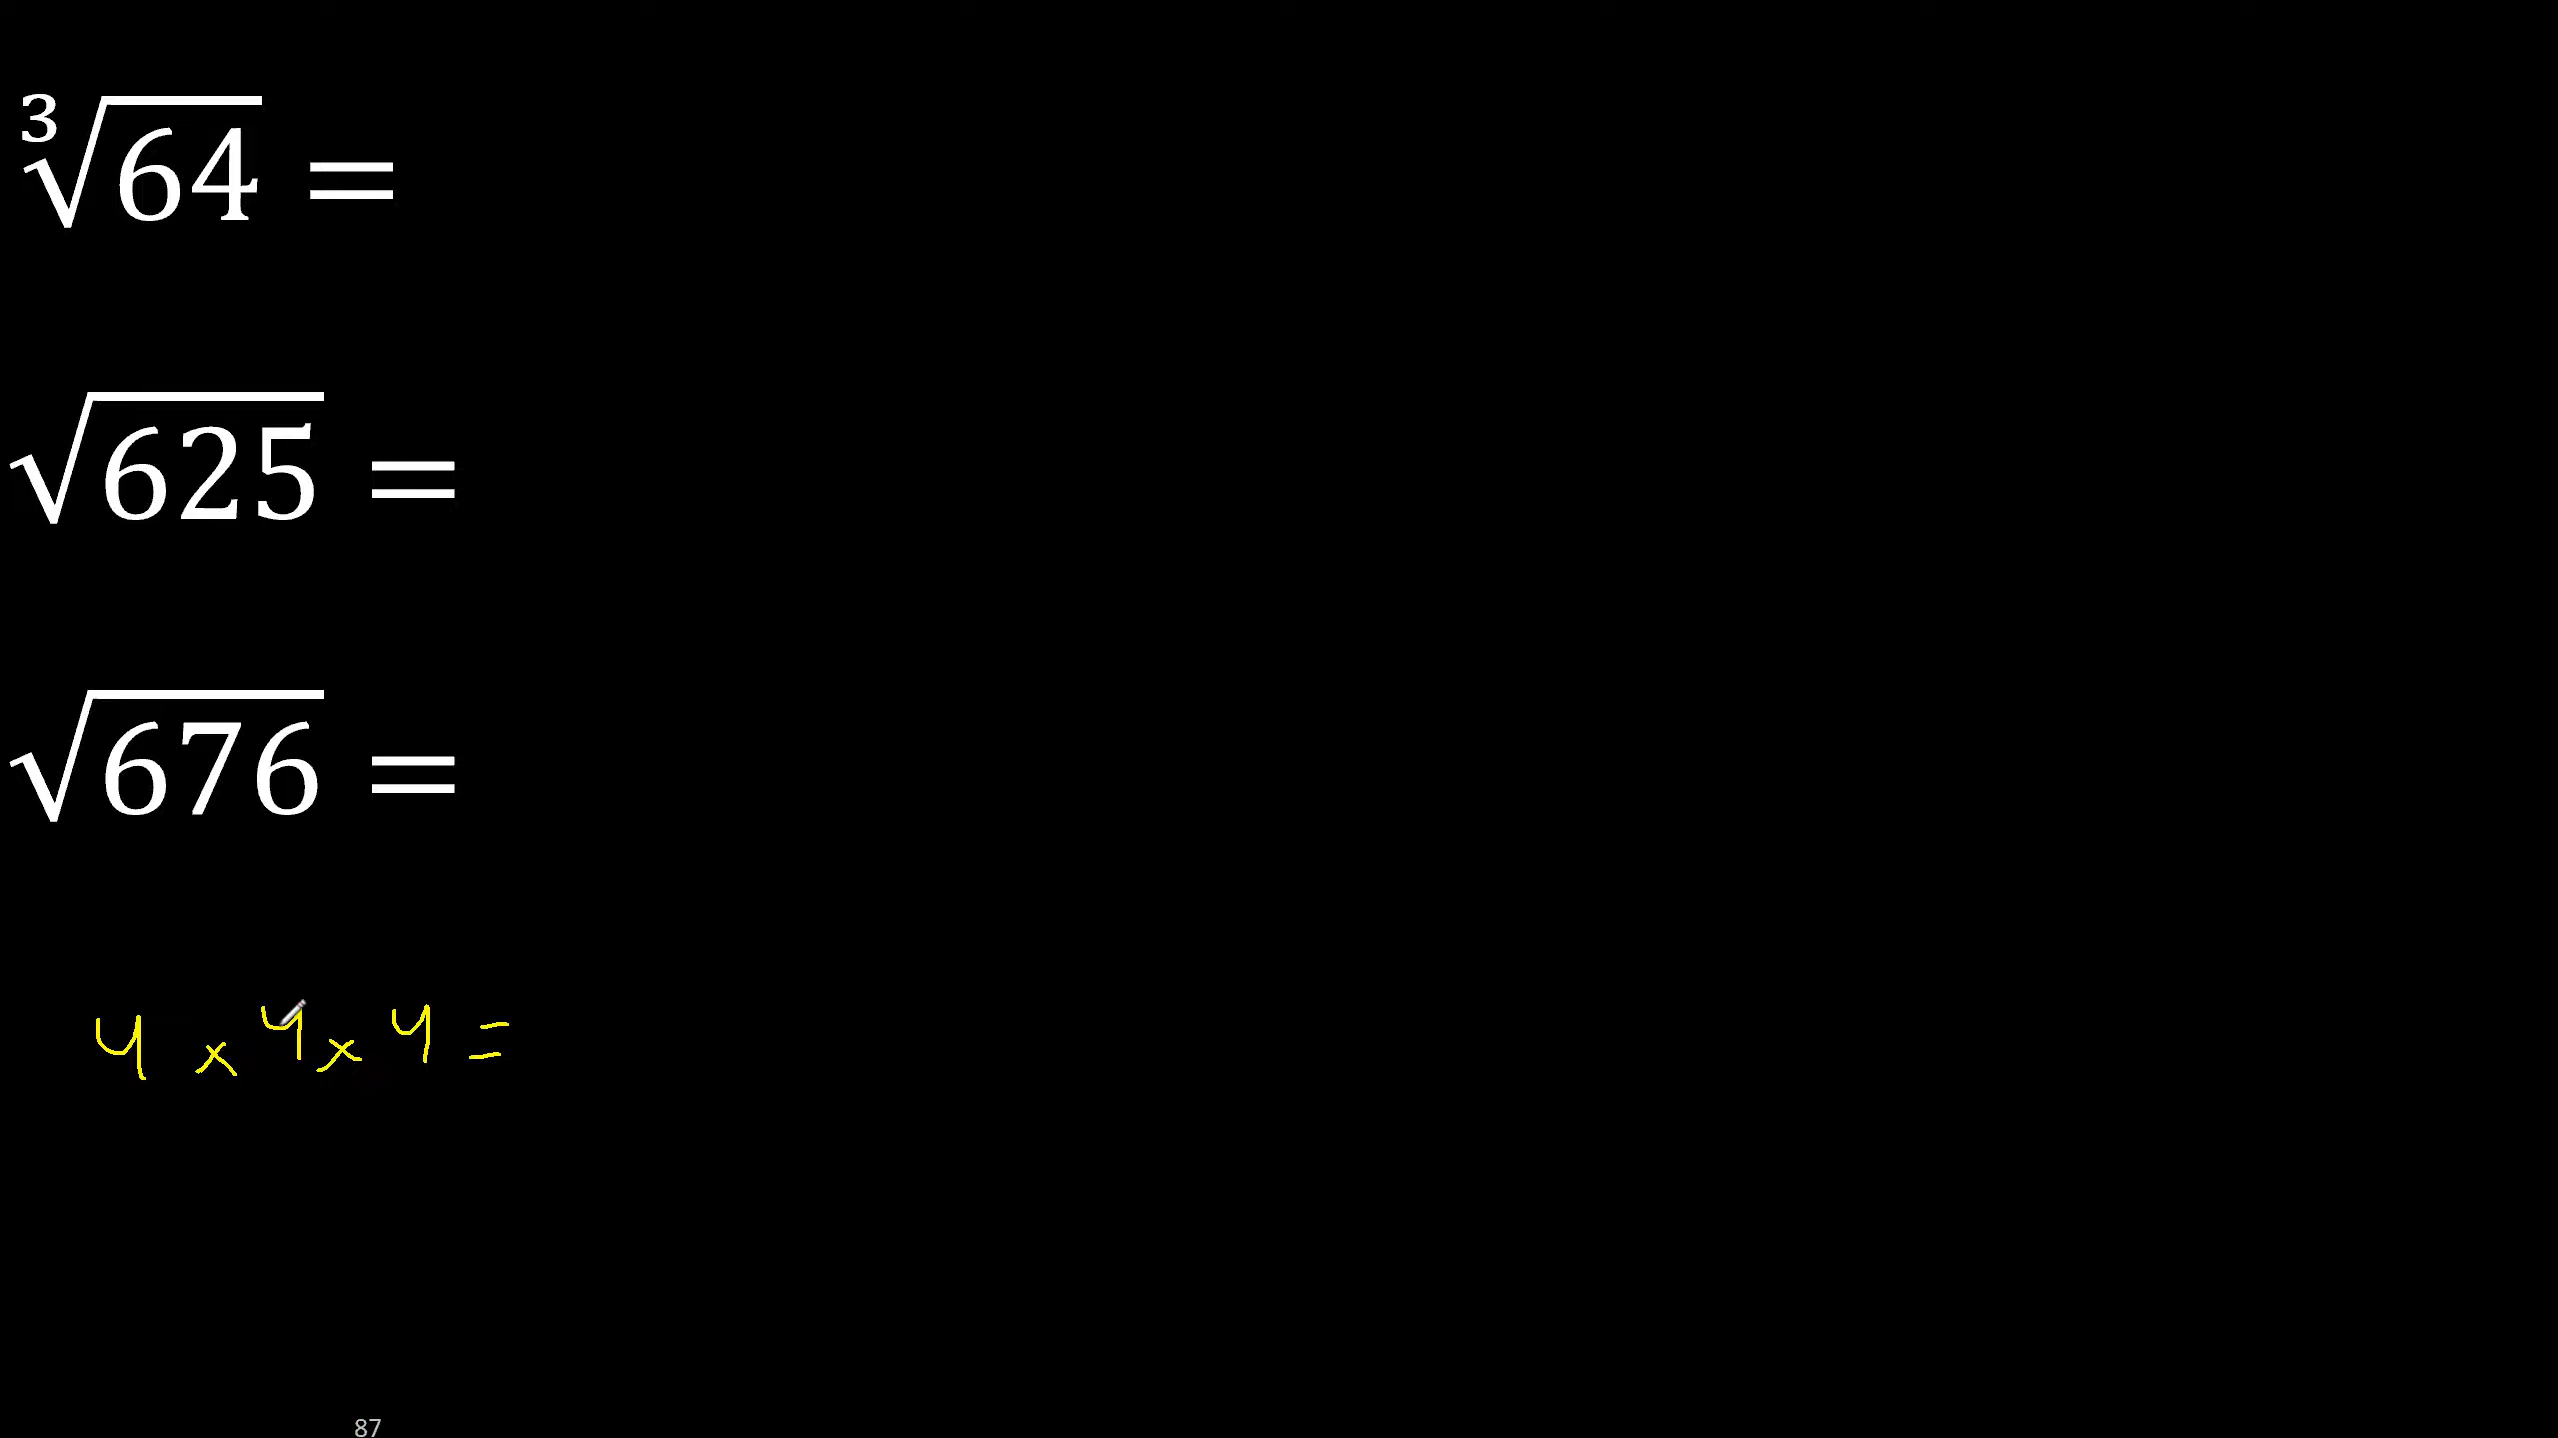 ∛64 =
√625 =
√676 =
4 x 4 x 4 =
87